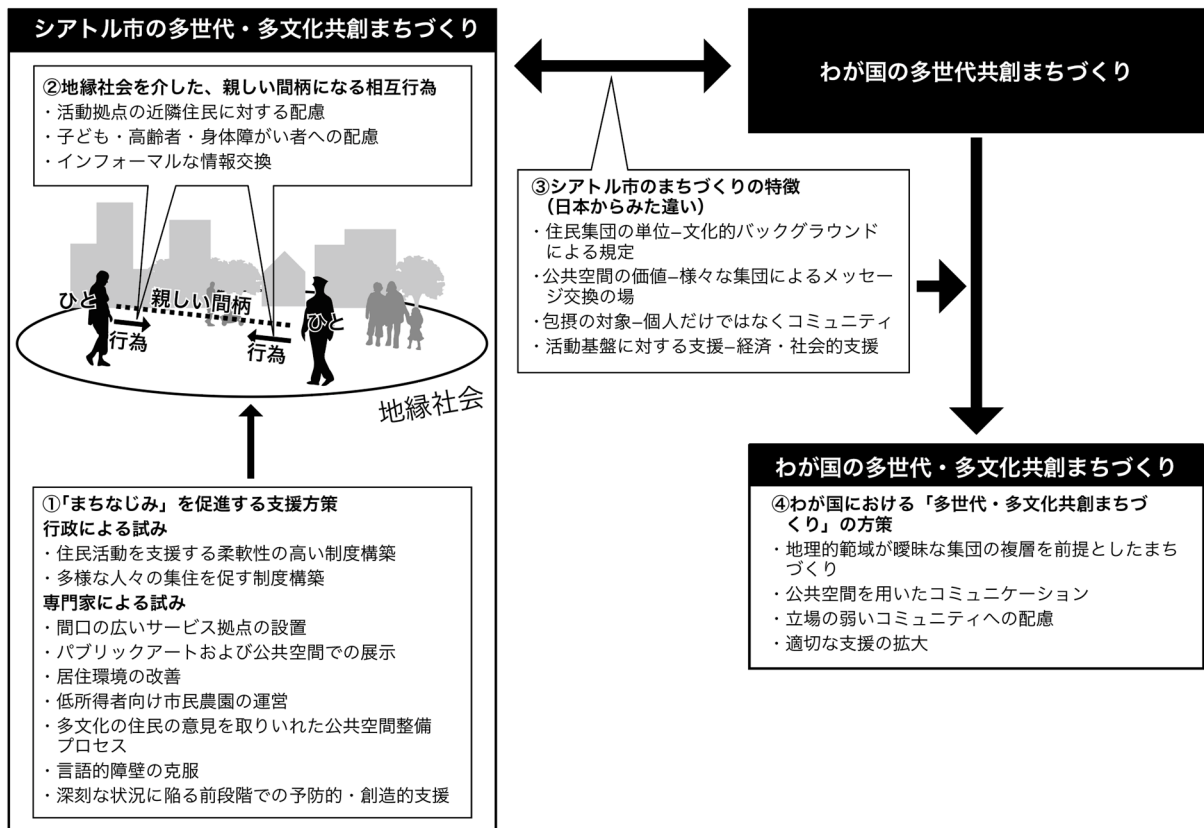 シアトル市の多世代・多文化共創まちづくり
②地縁社会を介した、親しい間柄になる相互行為
・活動拠点の近隣住民に対する配慮
・子ども・高齢者・身体障がい者への配慮
・インフォーマルな情報交換
ひと
親しい間柄
ひと
行為
行為
地縁社会
①「まちなじみ」を促進する支援方策
行政による試み
・住民活動を支援する柔軟性の高い制度構築
・多様な人々の集住を促す制度構築
専門家による試み
・間口の広いサービス拠点の設置
・パブリックアートおよび公共空間での展示
・居住環境の改善
・低所得者向け市民農園の運営
・多文化の住民の意見を取りいれた公共空間整備
プロセス
・言語的障壁の克服
・深刻な状況に陥る前段階での予防的・創造的支援
わが国の多世代共創まちづくり
③シアトル市のまちづくりの特徴
（日本からみた違い）
・住民集団の単位–文化的バックグラウンド
による規定
・公共空間の価値–様々な集団によるメッセー
ジ交換の場
・包摂の対象–個人だけではなくコミュニティ
・活動基盤に対する支援–経済・社会的支援
わが国の多世代・多文化共創まちづくり
④わが国における「多世代・多文化共創まちづ
くり」の方策
・地理的範域が曖昧な集団の複層を前提としたまち
づくり
・公共空間を用いたコミュニケーション
・立場の弱いコミュニティへの配慮
・適切な支援の拡大